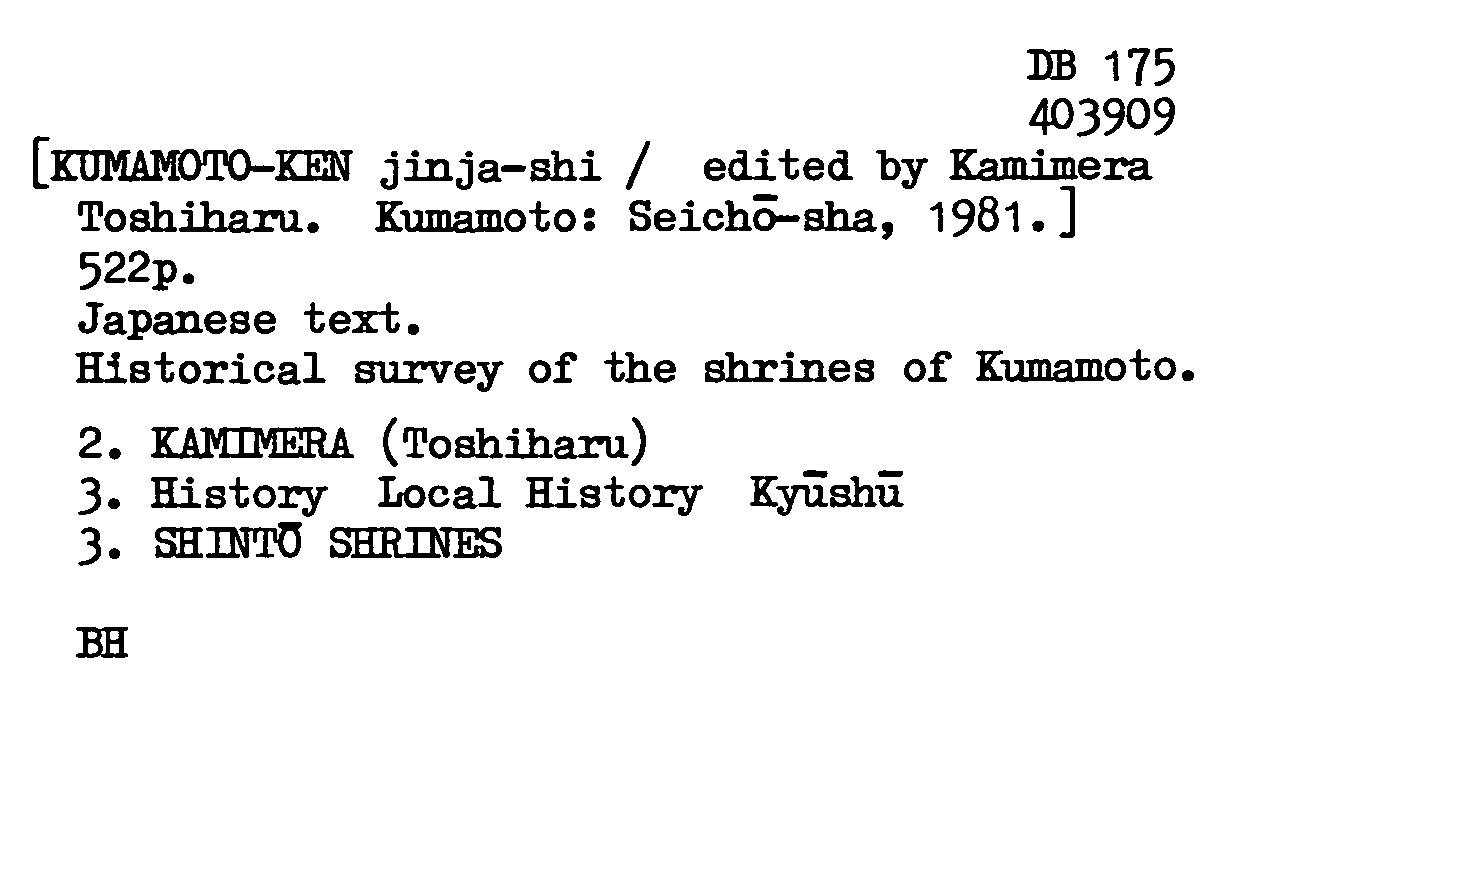 DB 175
403909
[KUMAMOTO-KEN jinja-shi / edited by Kamimera
Toshiharu. Kumamoto: Seichō-sha, 1981.]
522p.
Japanese text.
Historical survey of the shrines of Kumamoto.
2. KAMIMERA (Toshiharu)
3. History Local History Kyūshū
3. SHINTŌ SHRINES
BH